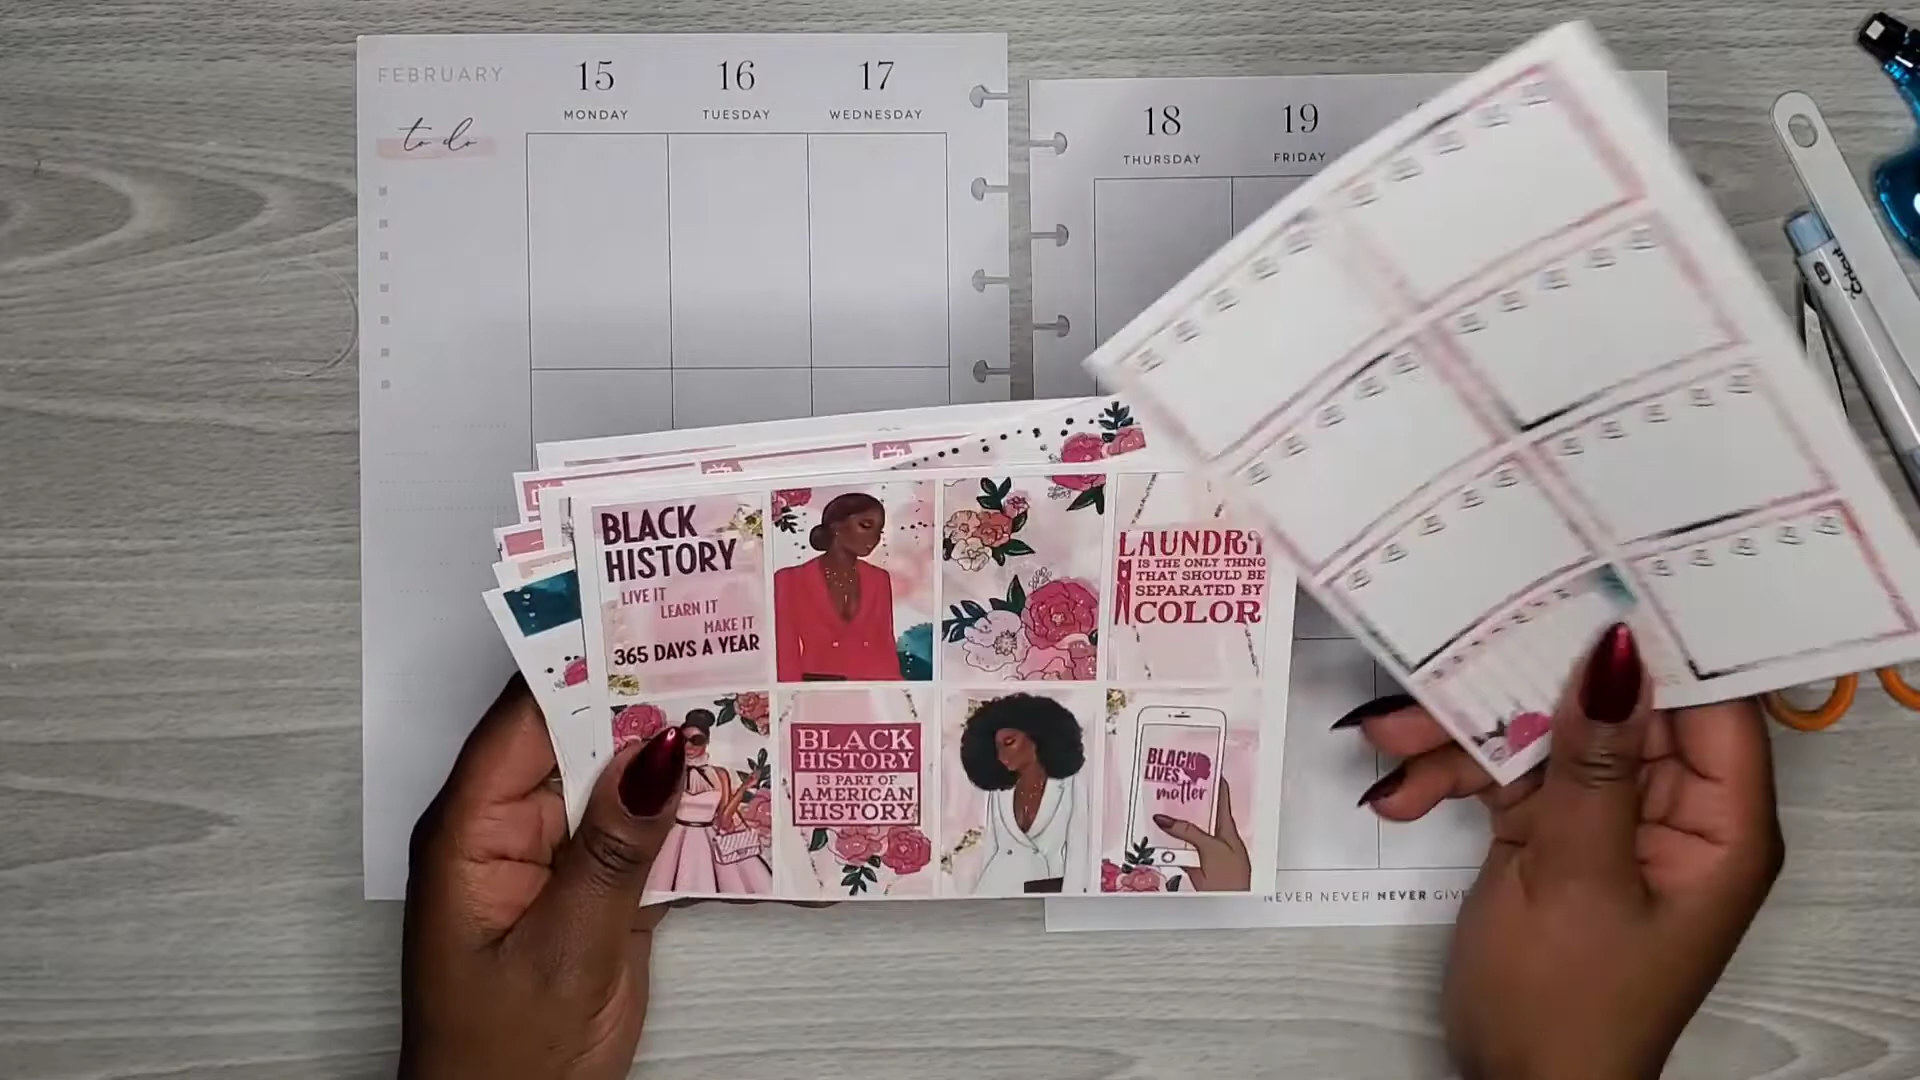 FEBRUARY
to do
15
MONDAY
16
TUESDAY
17
WEDNESDAY
18
THURSDAY
19
FRIDAY
Cricut
BLACK
HISTORY
LIVE IT
LEARN IT
MAKE IT
365 DAYS A YEAR
LAUNDRY
IS THE ONLY THING
THAT SHOULD BE
SEPARATED BY
COLOR
BLACK
HISTORY
IS PART OF
AMERICAN
HISTORY
BLACK
LIVES
matter
NEVER NEVER NEVER GIV